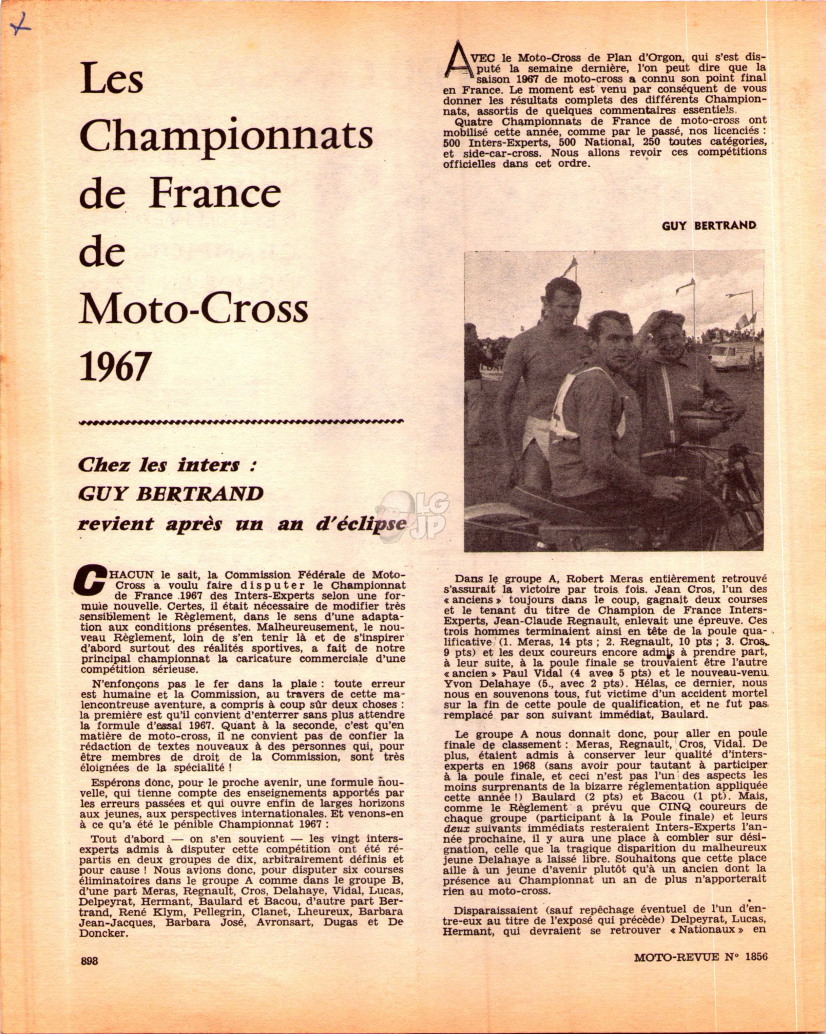 Les
Championnats
de France
de
Moto-Cross
1967
Chez les inters :
GUY BERTRAND
revient après un an d'éclipse
CHACUN le sait, la Commission Fédérale de Moto-
Cross a voulu faire disputer le Championnat
de France 1967 des Inters-Experts selon une for-
mule nouvelle. Certes, il était nécessaire de modifier très
sensiblement le Règlement, dans le sens d'une adapta-
tion aux conditions présentes. Malheureusement, le nou-
veau Règlement, loin de s'en tenir là et de s'inspirer
d'abord surtout des réalités sportives, a fait de notre
principal championnat la caricature commerciale d'une
compétition sérieuse.
N'enfonçons pas le fer dans la plaie : toute erreur
est humaine et la Commission, au travers de cette ma-
lencontreuse aventure, a compris à coup sûr deux choses :
la première est qu'il convient d'enterrer sans plus attendre
la formule d'essai 1967. Quant à la seconde, c'est qu'en
matière de moto-cross, il ne convient pas de confier la
rédaction de textes nouveaux à des personnes qui, pour
être membres de droit de la Commission, sont très
éloignées de la spécialité !
Espérons donc, pour le proche avenir, une formule nou-
velle, qui tienne compte des enseignements apportés par
les erreurs passées et qui ouvre enfin de larges horizons
aux jeunes, aux perspectives internationales. Et venons-en
à ce qu'a été le pénible Championnat 1967 :
Tout d'abord — on s'en souvient — les vingt inters-
experts admis à disputer cette compétition ont été ré-
partis en deux groupes de dix, arbitrairement définis et
pour cause ! Nous avions donc, pour disputer six courses
éliminatoires dans le groupe A comme dans le groupe B,
d'une part Meras, Regnault, Cros, Delahaye, Vidal, Lucas,
Delpeyrat, Hermant, Baulard et Bacou, d'autre part Ber-
trand, René Klym, Pellegrin, Clanet, Lheureux, Barbara
Jean-Jacques, Barbara José, Avronsart, Dugas et De
Doncker.
898
AVEC le Moto-Cross de Plan d'Orgon, qui s'est dis-
puté la semaine dernière, l'on peut dire que la
saison 1967 de moto-cross a connu son point final
en France. Le moment est venu par conséquent de vous
donner les résultats complets des différents Champion-
nats, assortis de quelques commentaires essentiels.
Quatre Championnats de France de moto-cross ont
mobilisé cette année, comme par le passé, nos licenciés :
500 Inters-Experts, 500 National, 250 toutes catégories,
et side-car-cross. Nous allons revoir ces compétitions
officielles dans cet ordre.
GUY BERTRAND
LG
JP
Dans le groupe A, Robert Meras entièrement retrouvé
s'assurait la victoire par trois fois. Jean Cros, l'un des
« anciens » toujours dans le coup, gagnait deux courses
et le tenant du titre de Champion de France Inters-
Experts, Jean-Claude Regnault, enlevait une épreuve. Ces
trois hommes terminaient ainsi en tête de la poule qua-
lificative (1. Meras, 14 pts ; 2. Regnault, 10 pts ; 3. Cros,
9 pts) et les deux coureurs encore admis à prendre part,
à leur suite, à la poule finale se trouvaient être l'autre
« ancien » Paul Vidal (4 avec 5 pts) et le nouveau-venu
Yvon Delahaye (5., avec 2 pts). Hélas, ce dernier, nous
nous en souvenons tous, fut victime d'un accident mortel
sur la fin de cette poule de qualification, et ne fut pas
remplacé par son suivant immédiat, Baulard.
Le groupe A nous donnait donc, pour aller en poule
finale de classement : Meras, Regnault, Cros, Vidal. De
plus, étaient admis à conserver leur qualité d'inters-
experts en 1968 (sans avoir pour tautant à participer
à la poule finale, et ceci n'est pas l'un des aspects les
moins surprenants de la bizarre réglementation appliquée
cette année !) Baulard (2 pts) et Bacou (1 pt). Mais,
comme le Règlement a prévu que CINQ coureurs de
chaque groupe (participant à la Poule finale) et leurs
deux suivants immédiats resteraient Inters-Experts l'an-
née prochaine, il y aura une place à combler sur dési-
gnation, celle que la tragique disparition du malheureux
jeune Delahaye a laissé libre. Souhaitons que cette place
aille à un jeune d'avenir plutôt qu'à un ancien dont la
présence au Championnat un an de plus n'apporterait
rien au moto-cross.
Disparaissaient (sauf repêchage éventuel de l'un d'en-
tre-eux au titre de l'exposé qui précède) Delpeyrat, Lucas,
Hermant, qui devraient se retrouver « Nationaux » en
MOTO-REVUE N° 1856